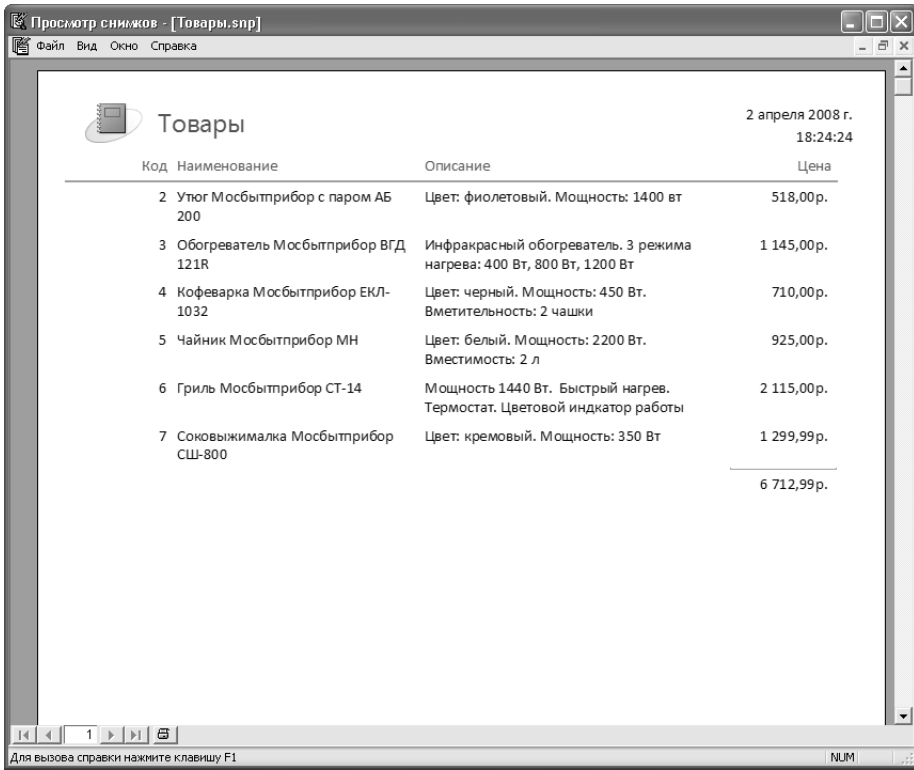 Просмотр снимков - [Товары.snp]
Файл Вид Окно Справка
Товары
2 апреля 2008 г.
18:24:24
Код Наименование Описание Цена
2 Утюг Мосбытприбор с паром АБ Цвет: фиолетовый. Мощность: 1400 вт 518,00р.
200
3 Обогреватель Мосбытприбор ВГД Инфракрасный обогреватель. 3 режима 1 145,00р.
121R нагрева: 400 Вт, 800 Вт, 1200 Вт
4 Кофеварка Мосбытприбор ЕКЛ- Цвет: черный. Мощность: 450 Вт. 710,00р.
1032 Вметительность: 2 чашки
5 Чайник Мосбытприбор МН Цвет: белый. Мощность: 2200 Вт. 925,00р.
Вместимость: 2 л
6 Гриль Мосбытприбор СТ-14 Мощность 1440 Вт. Быстрый нагрев. 2 115,00р.
Термостат. Цветовой индкатор работы
7 Соковыжималка Мосбытприбор Цвет: кремовый. Мощность: 350 Вт 1 299,99р.
СШ-800
6 712,99р.
1
Для вызова справки нажмите клавишу F1 NUM